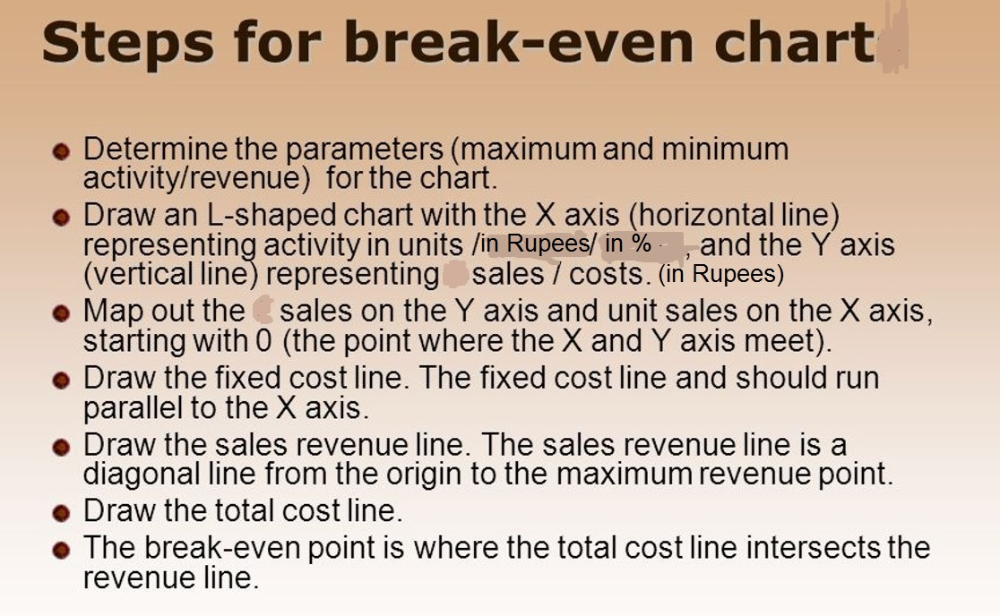 Steps for break-even chart
Determine the parameters (maximum and minimum
activity/revenue) for the chart.
Draw an L-shaped chart with the X axis (horizontal line)
representing activity in units /in Rupees/ in % , and the Y axis
(vertical line) representing sales / costs. (in Rupees)
Map out the sales on the Y axis and unit sales on the X axis,
starting with 0 (the point where the X and Y axis meet).
Draw the fixed cost line. The fixed cost line and should run
parallel to the X axis.
Draw the sales revenue line. The sales revenue line is a
diagonal line from the origin to the maximum revenue point.
Draw the total cost line.
The break-even point is where the total cost line intersects the
revenue line.